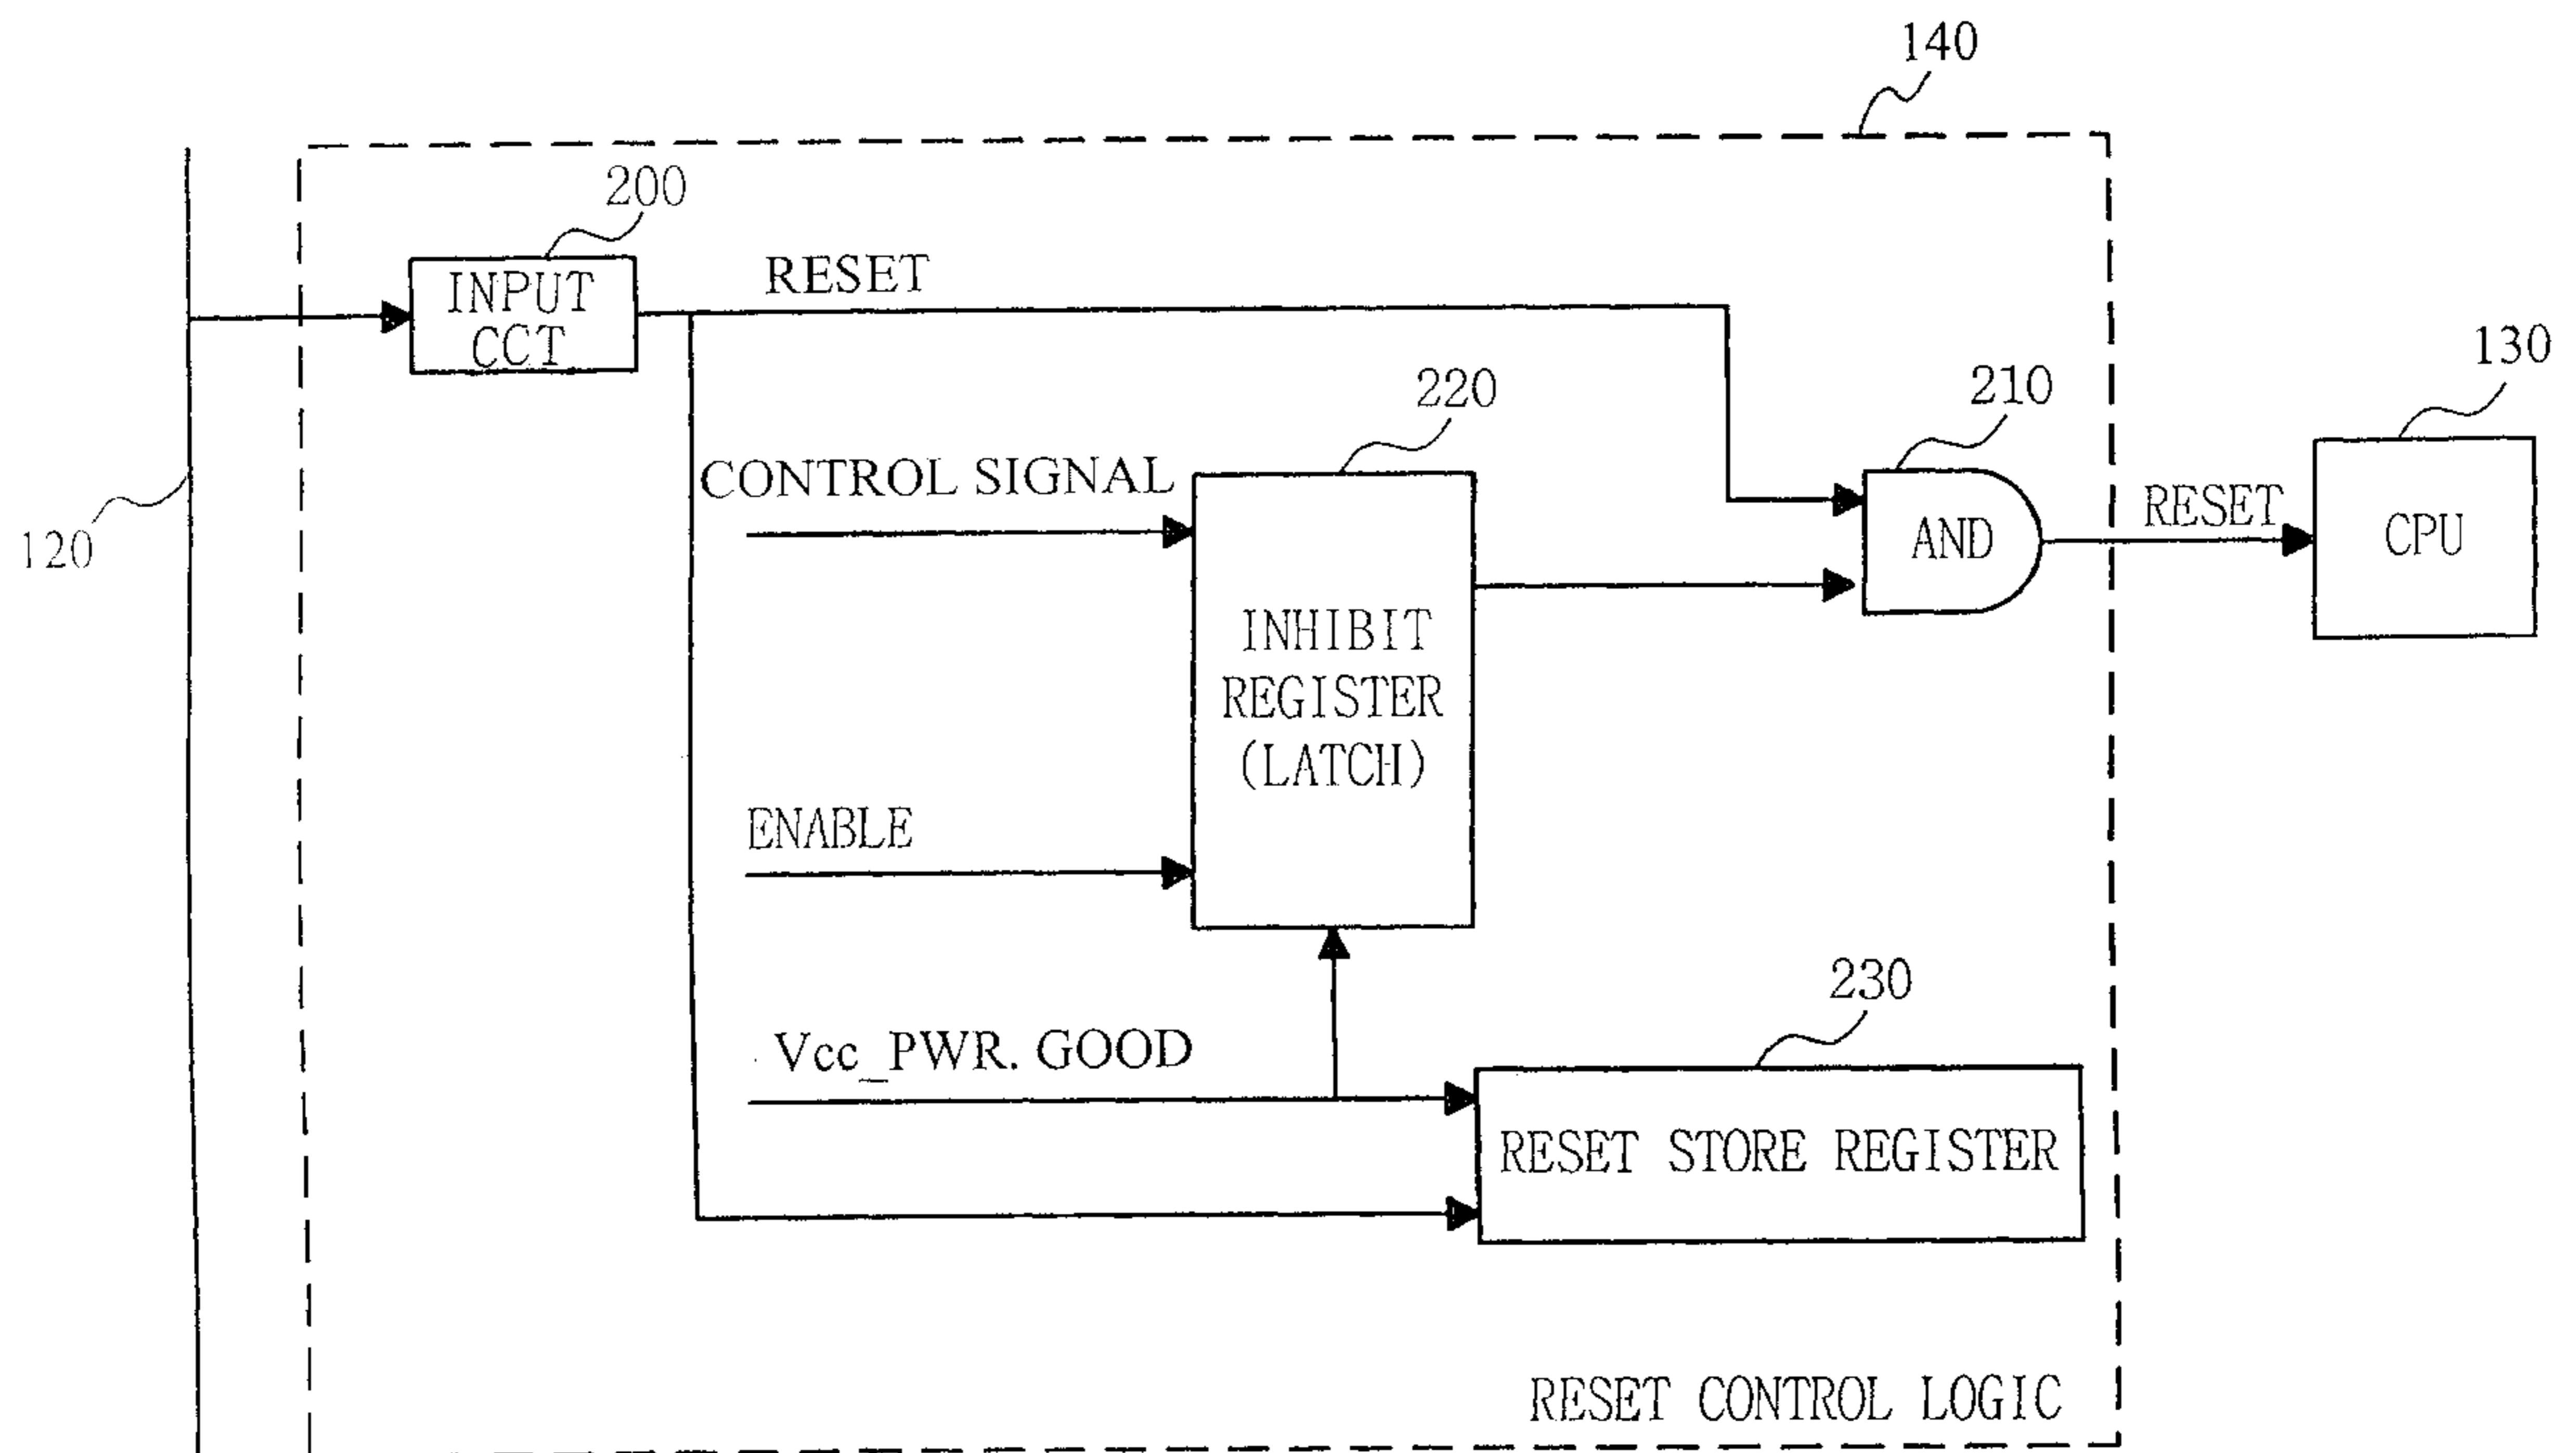 140
200
INPUT
CCT
RESET
130
220
210
CONTROL SIGNAL
120
AND
RESET
CPU
INHIBIT
REGISTER
(LATCH)
ENABLE
230
Vcc_PWR. GOOD
RESET STORE REGISTER
RESET CONTROL LOGIC